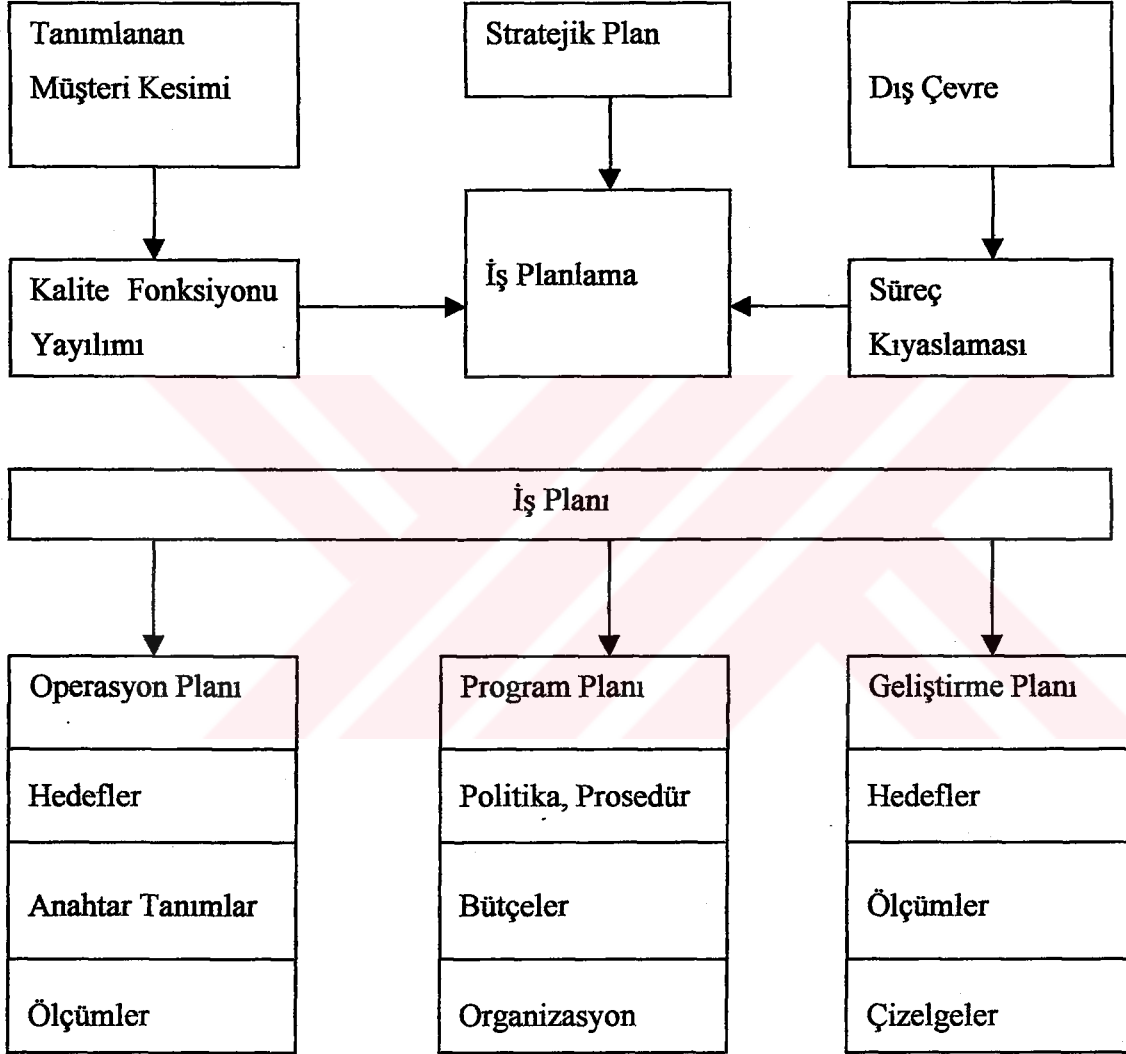 Tanımlanan
Müşteri Kesimi
Stratejik Plan
Dış Çevre
Kalite Fonksiyonu
Yayılımı
İş Planlama
Süreç
Kıyaslaması
İş Planı
Operasyon Planı
Hedefler
Anahtar Tanımlar
Ölçümler
Program Planı
Politika, Prosedür
Bütçeler
Organizasyon
Geliştirme Planı
Hedefler
Ölçümler
Çizelgeler